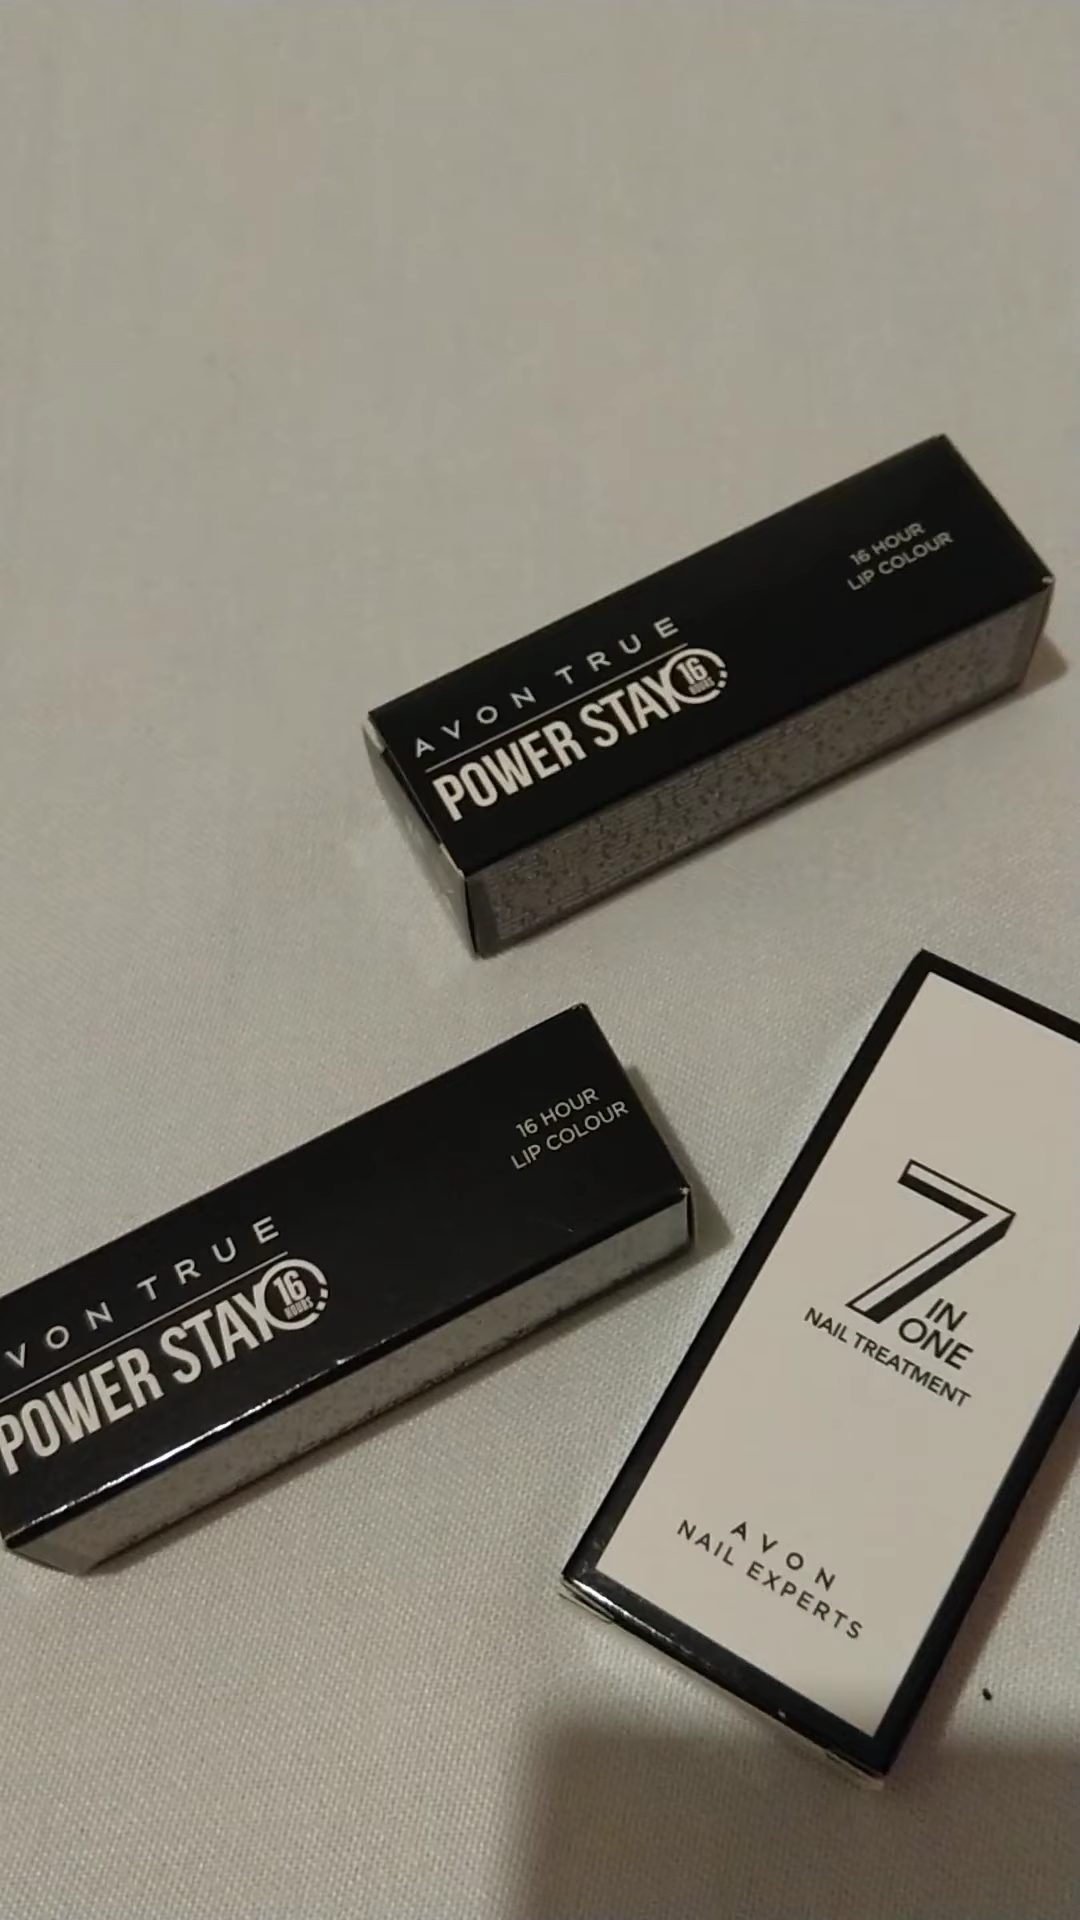 AVON TRUE
POWER STAY 16 HOURS
16 HOUR
LIP COLOUR
VON TRUE
POWER STAY 16 HOURS
16 HOUR
LIP COLOUR
7 IN
ONE
NAIL TREATMENT
AVON
NAIL EXPERTS